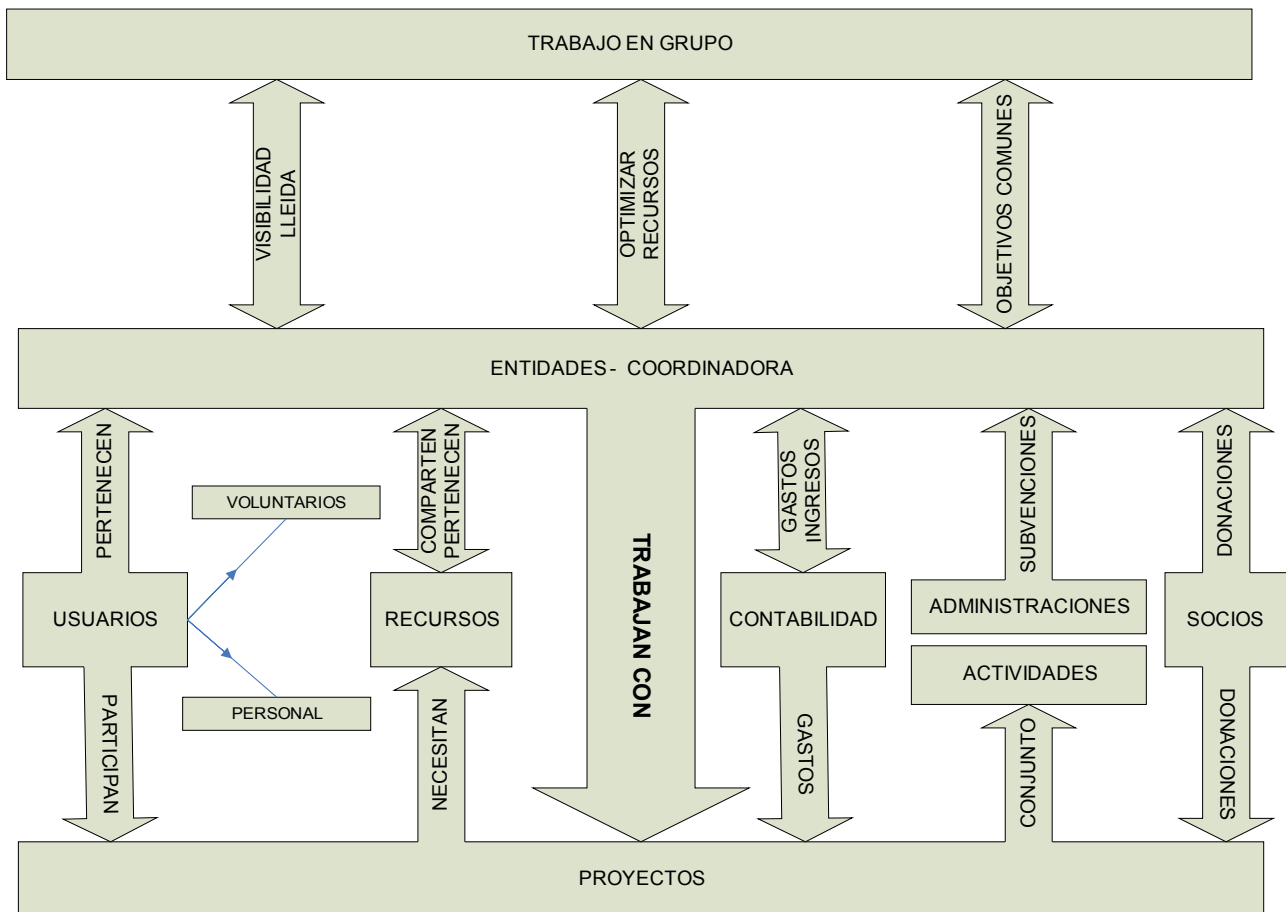 TRABAJO EN GRUPO
VISIBILIDAD
LLEIDA
OPTIMIZAR
RECURSOS
OBJETIVOS COMUNES
ENTIDADES - COORDINADORA
PERTENECEN
COMPARTEN
PERTENECEN
GASTOS
INGRESOS
SUBVENCIONES
DONACIONES
VOLUNTARIOS
TRABAJAN CON
USUARIOS
RECURSOS
CONTABILIDAD
ADMINISTRACIONES
SOCIOS
ACTIVIDADES
PERSONAL
PARTICIPAN
NECESITAN
GASTOS
CONJUNTO
DONACIONES
PROYECTOS